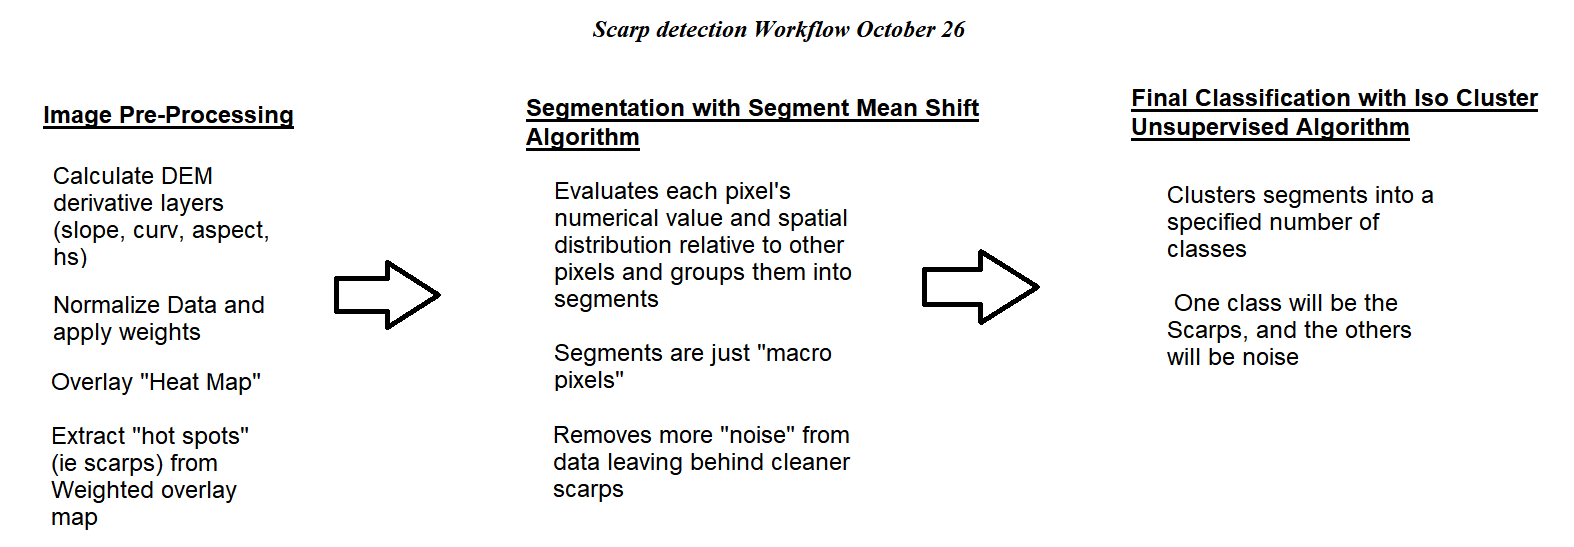 Scarp detection Workflow October 26
Image Pre-Processing
Calculate DEM
derivative layers
(slope, curv, aspect,
hs)
Normalize Data and
apply weights
Overlay "Heat Map"
Extract "hot spots"
(ie scarps) from
Weighted overlay
map
Segmentation with Segment Mean Shift
Algorithm
Evaluates each pixel's
numerical value and spatial
distribution relative to other
pixels and groups them into
segments
Segments are just "macro
pixels"
Removes more "noise" from
data leaving behind cleaner
scarps
Final Classification with Iso Cluster
Unsupervised Algorithm
Clusters segments into a
specified number of
classes
One class will be the
Scarps, and the others
will be noise